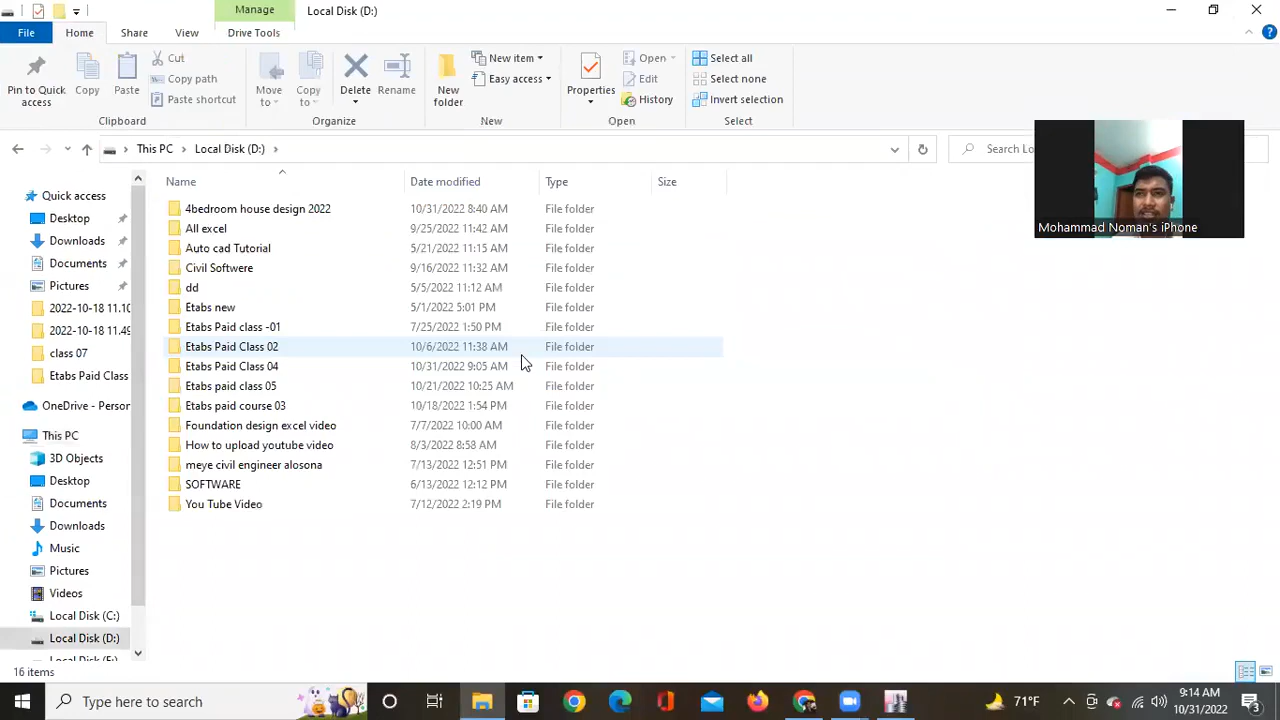 Manage
Local Disk (D:)
File
Home
Share
View
Drive Tools
Pin to Quick
access
Copy
Paste
Cut
Copy path
Paste shortcut
Clipboard
Move
to
Copy
to
Delete
Rename
Organize
New
folder
New item
Easy access
New
Properties
Open
Edit
History
Open
Select all
Select none
Invert selection
Select
This PC
Local Disk (D:)
Search Lo
Name
Date modified
Type
Size
Quick access
Desktop
Downloads
Documents
Pictures
2022-10-18 11.10
2022-10-18 11.49
class 07
Etabs Paid Class
OneDrive - Person
This PC
3D Objects
Desktop
Documents
Downloads
Music
Pictures
Videos
Local Disk (C:)
Local Disk (D:)
4bedroom house design 2022 10/31/2022 8:40 AM File folder
All excel 9/25/2022 11:42 AM File folder
Auto cad Tutorial 5/21/2022 11:15 AM File folder
Civil Softwere 9/16/2022 11:32 AM File folder
dd 5/5/2022 11:12 AM File folder
Etabs new 5/1/2022 5:01 PM File folder
Etabs Paid class -01 7/25/2022 1:50 PM File folder
Etabs Paid Class 02 10/6/2022 11:38 AM File folder
Etabs Paid Class 04 10/31/2022 9:05 AM File folder
Etabs paid class 05 10/21/2022 10:25 AM File folder
Etabs paid course 03 10/18/2022 1:54 PM File folder
Foundation design excel video 7/7/2022 10:00 AM File folder
How to upload youtube video 8/3/2022 8:58 AM File folder
meye civil engineer alosona 7/13/2022 12:51 PM File folder
SOFTWARE 6/13/2022 12:12 PM File folder
You Tube Video 7/12/2022 2:19 PM File folder
Mohammad Noman's iPhone
16 items
Type here to search
71°F
9:14 AM
10/31/2022
3